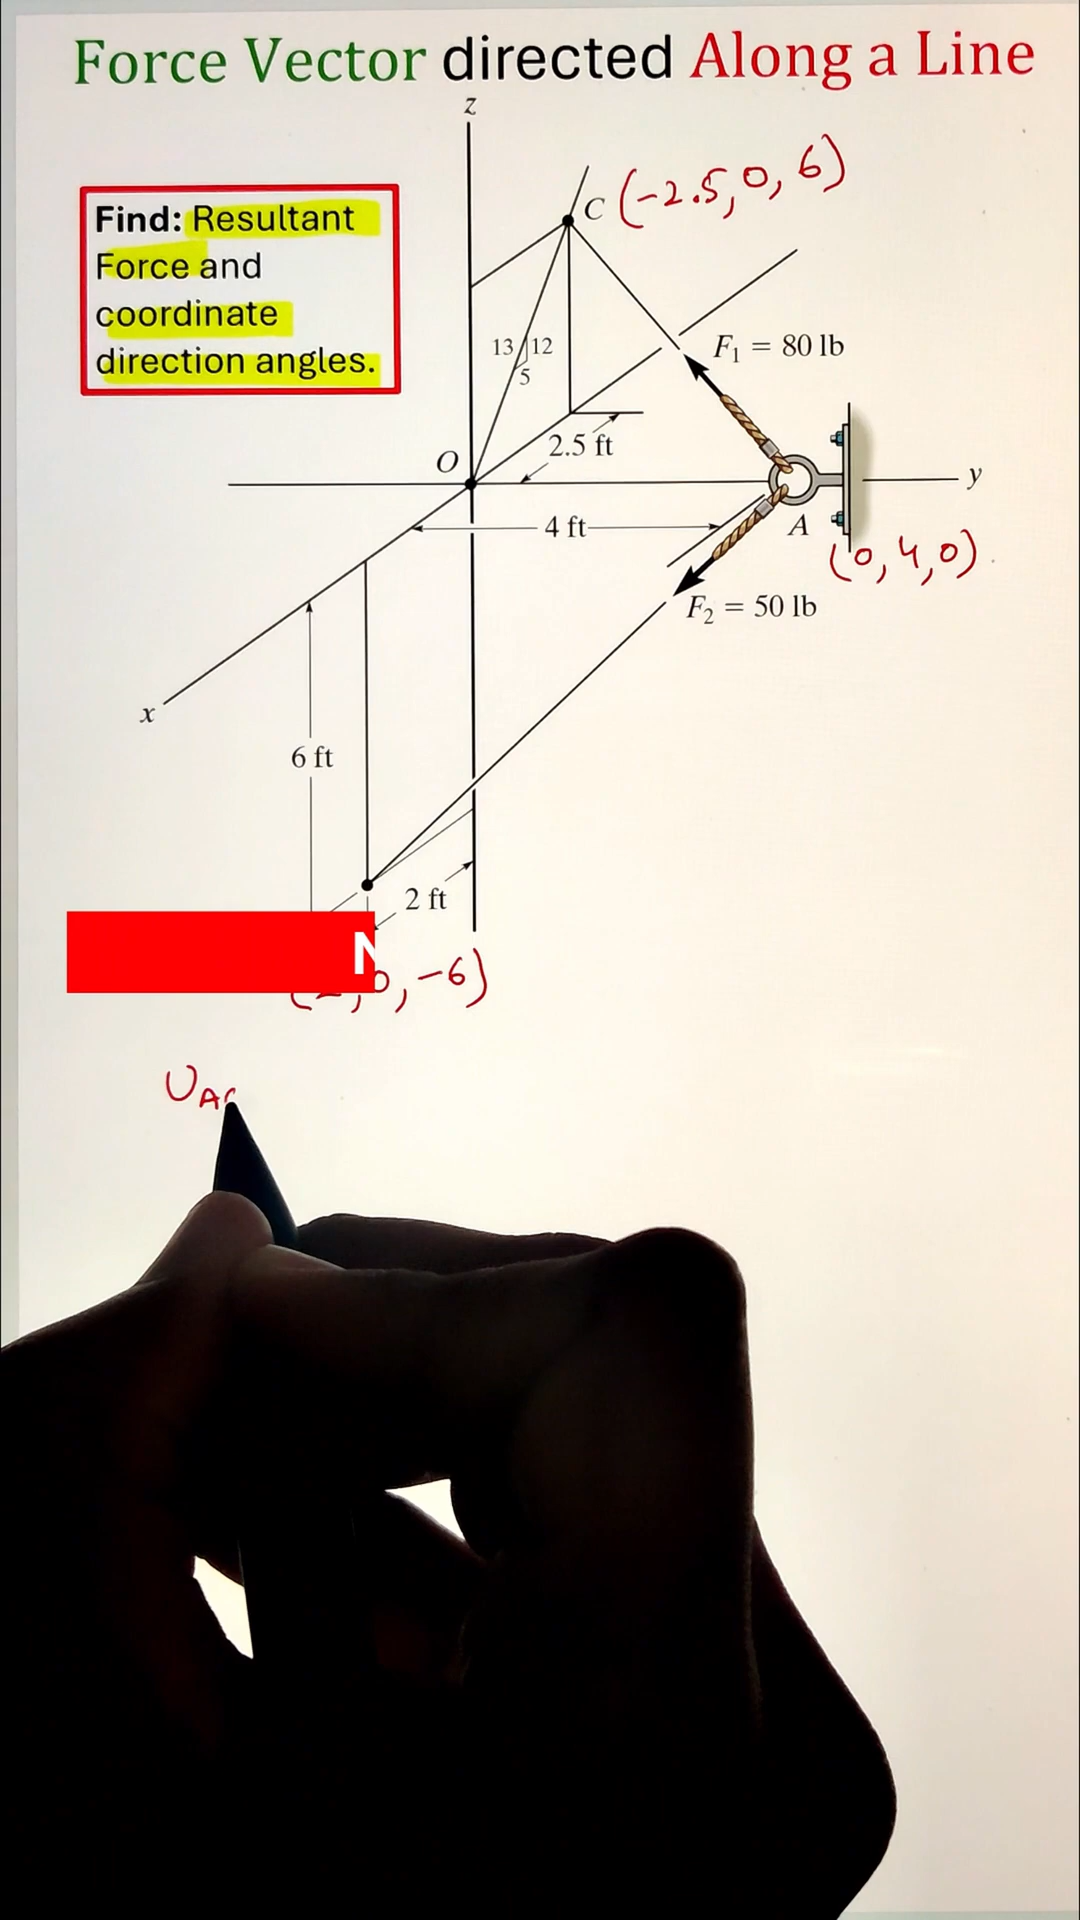 Force Vector directed Along a Line
z
C (-2.5, 0, 6)
Find: Resultant
Force and
coordinate
direction angles.
13 12
5
F₁ = 80 lb
2.5 ft
O
y
4 ft
A
(0, 4, 0)
F₂ = 50 lb
x
6 ft
2 ft
N
, -6)
U_AC